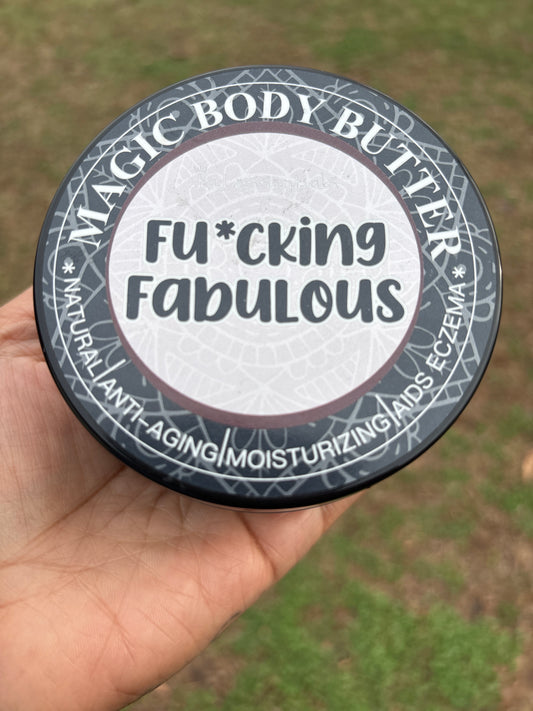 MAGIC BODY BUTTER
Fu*cking
Fabulous
*NATURAL|ANTI-AGING|MOISTURIZING|AIDS ECZEMA*